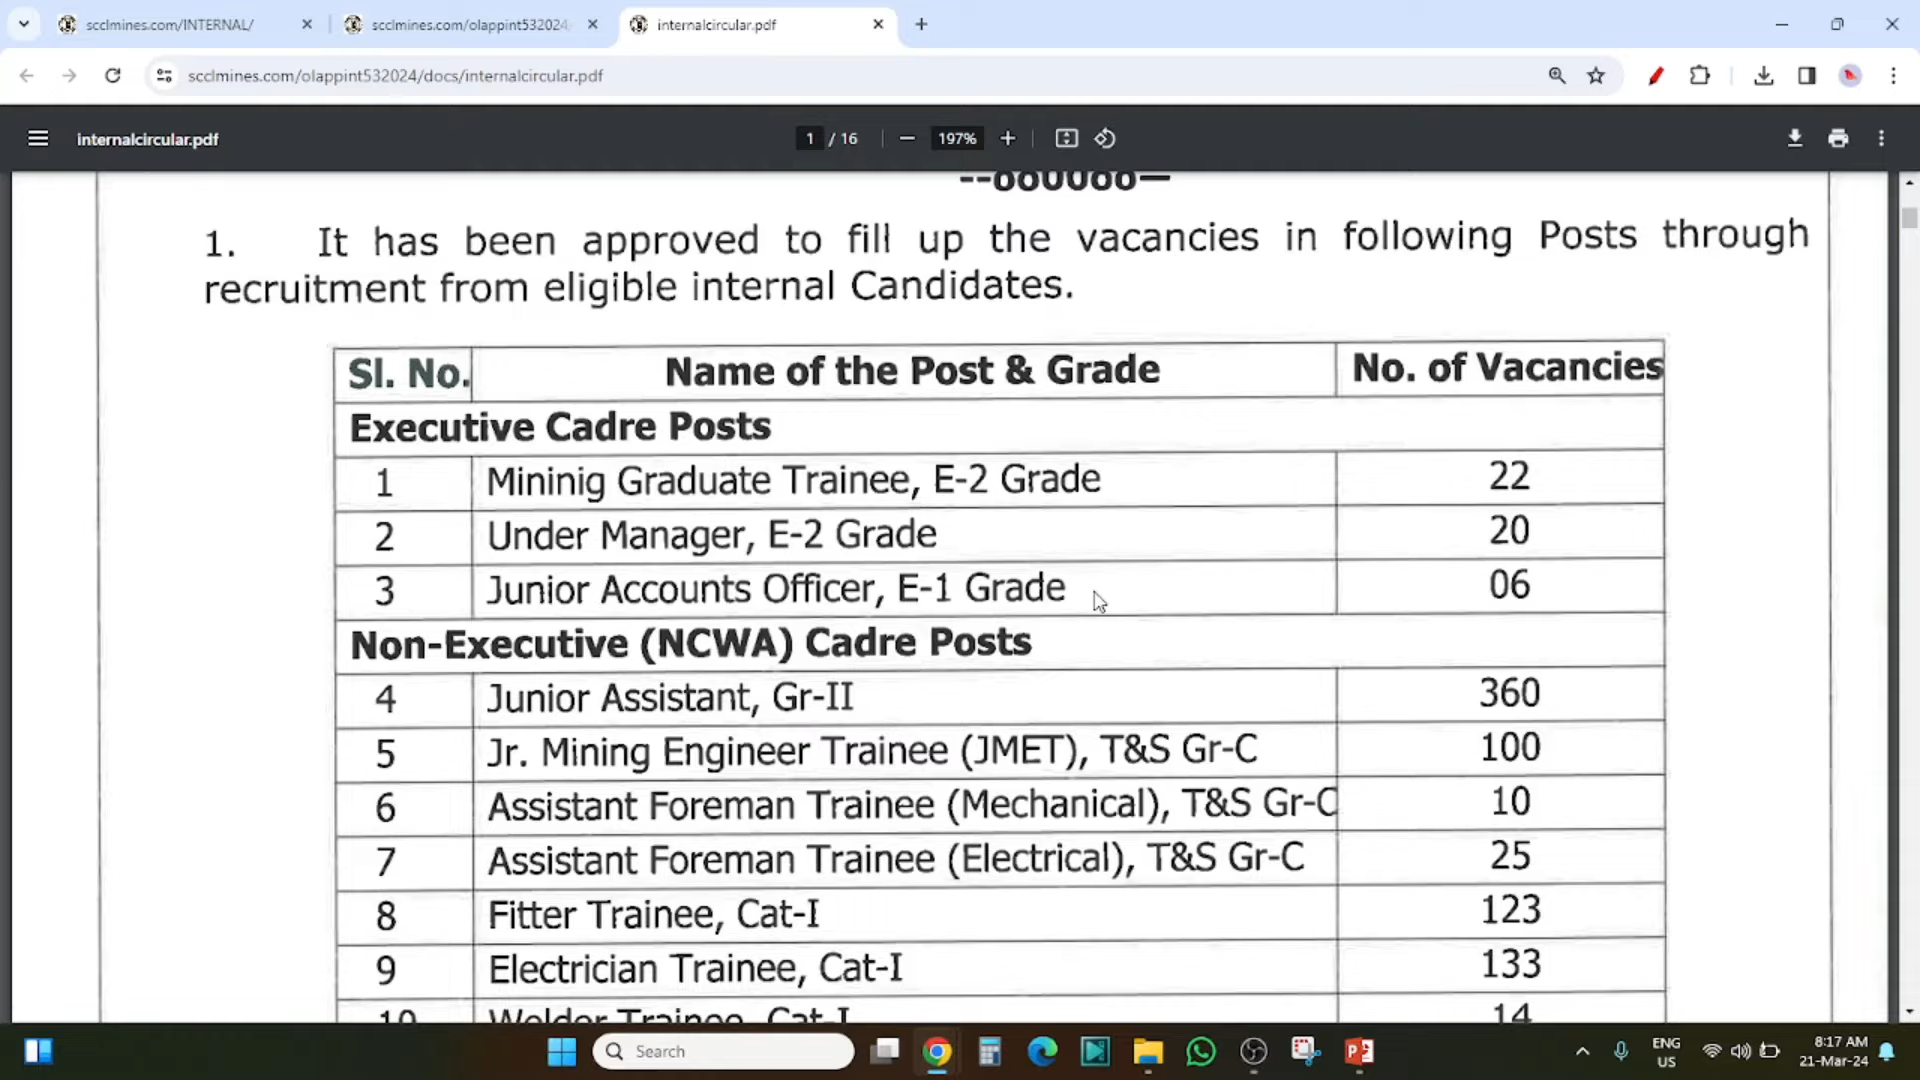 scclmines.com/INTERNAL/
scclmines.com/olappint532024
internalcircular.pdf
scclmines.com/olappint532024/docs/internalcircular.pdf
internalcircular.pdf
1 / 16
197%
1. It has been approved to fill up the vacancies in following Posts through
recruitment from eligible internal Candidates.
Sl. No. Name of the Post & Grade No. of Vacancies
Executive Cadre Posts
1 Mininig Graduate Trainee, E-2 Grade 22
2 Under Manager, E-2 Grade 20
3 Junior Accounts Officer, E-1 Grade 06
Non-Executive (NCWA) Cadre Posts
4 Junior Assistant, Gr-II 360
5 Jr. Mining Engineer Trainee (JMET), T&S Gr-C 100
6 Assistant Foreman Trainee (Mechanical), T&S Gr-C 10
7 Assistant Foreman Trainee (Electrical), T&S Gr-C 25
8 Fitter Trainee, Cat-I 123
9 Electrician Trainee, Cat-I 133
10 Welder Trainee, Cat-I 14
Search
ENG
US
8:17 AM
21-Mar-24